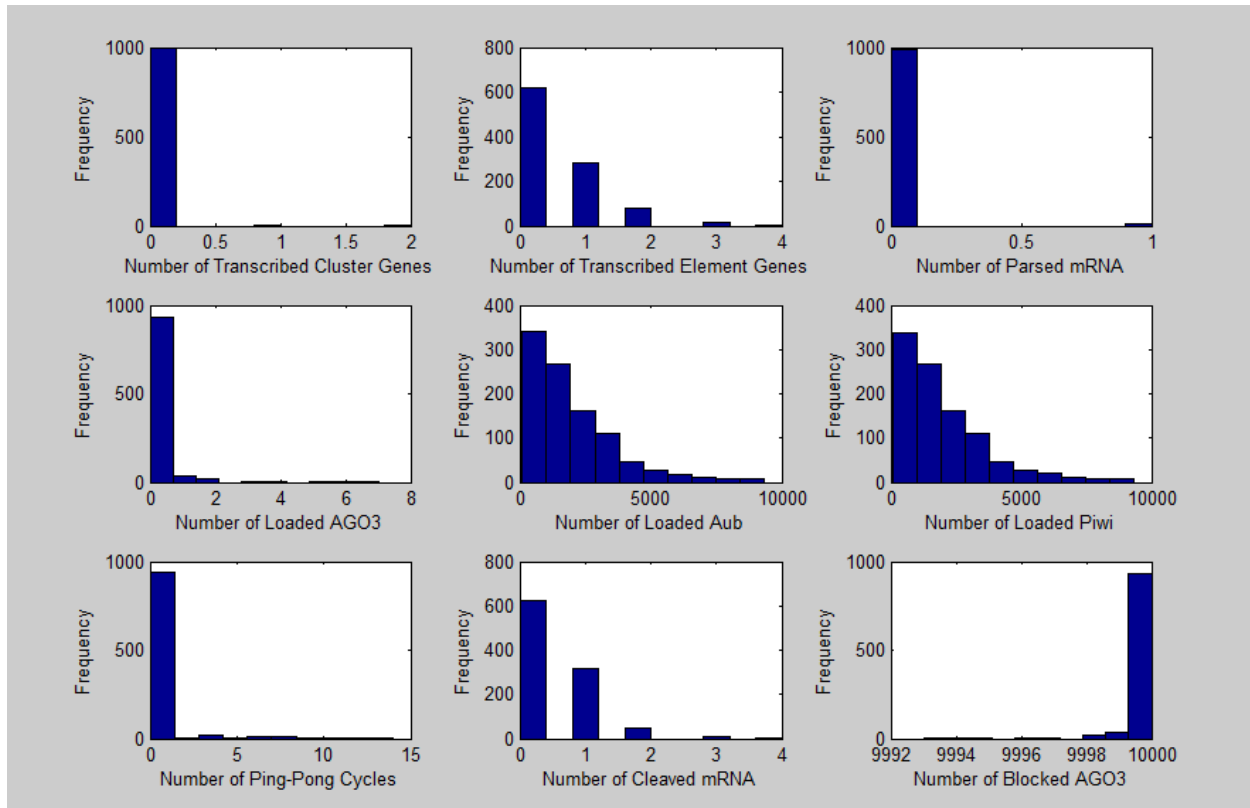 1000
500
0
Frequency
0 0.5 1 1.5 2
Number of Transcribed Cluster Genes
800
600
400
200
0
Frequency
0 1 2 3 4
Number of Transcribed Element Genes
1000
500
0
Frequency
0 0.5 1
Number of Parsed mRNA
1000
500
0
Frequency
0 2 4 6 8
Number of Loaded AGO3
400
300
200
100
0
Frequency
0 5000 10000
Number of Loaded Aub
400
300
200
100
0
Frequency
0 5000 10000
Number of Loaded Piwi
1000
500
0
Frequency
0 5 10 15
Number of Ping-Pong Cycles
800
600
400
200
0
Frequency
0 1 2 3 4
Number of Cleaved mRNA
1000
500
0
Frequency
9992 9994 9996 9998 10000
Number of Blocked AGO3